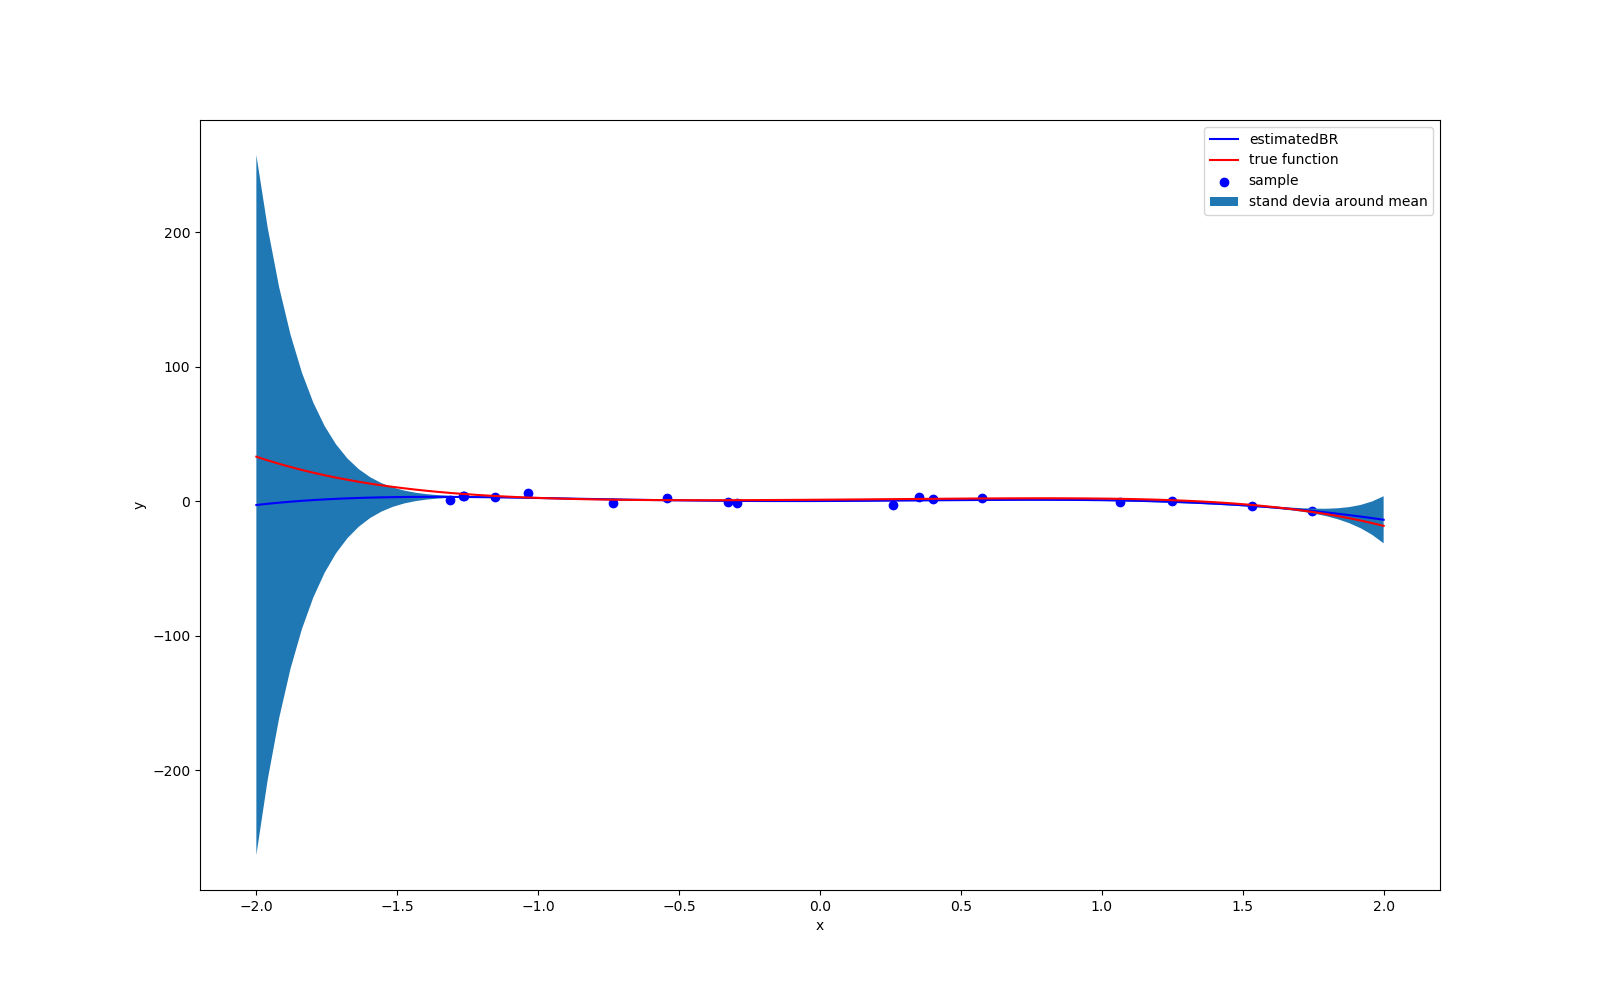 estimatedBR
true function
sample
stand devia around mean
200
100
0
−100
−200
y
−2.0 −1.5 −1.0 −0.5 0.0 0.5 1.0 1.5 2.0
x